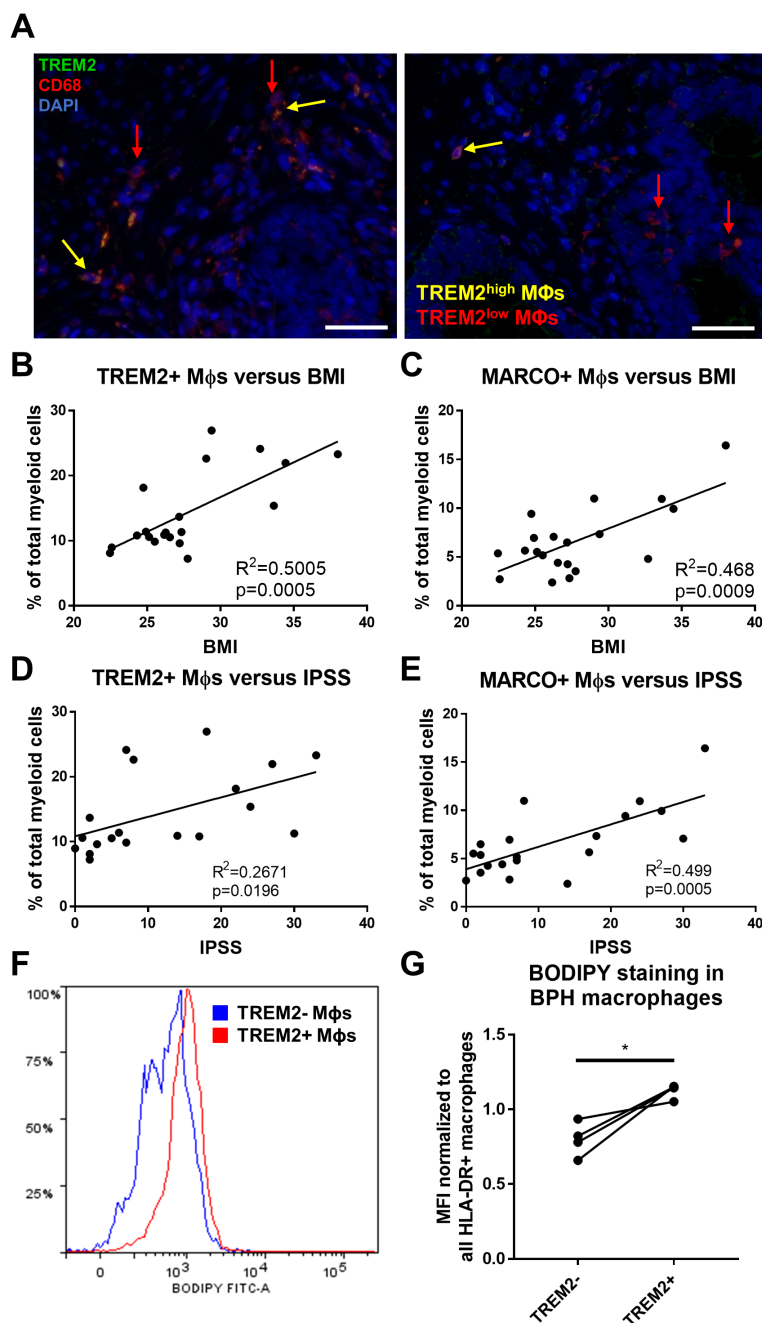 A
TREM2
CD68
DAPI
TREM2high MΦs
TREM2low MΦs
B
TREM2+ Mϕs versus BMI
% of total myeloid cells
30
20
10
0
20
25
30
35
40
BMI
R2=0.5005
p=0.0005
C
MARCO+ Mϕs versus BMI
% of total myeloid cells
20
15
10
5
0
20
25
30
35
40
BMI
R2=0.468
p=0.0009
D
TREM2+ Mϕs versus IPSS
% of total myeloid cells
30
20
10
0
0
10
20
30
40
IPSS
R2=0.2671
p=0.0196
E
MARCO+ Mϕs versus IPSS
% of total myeloid cells
20
15
10
5
0
0
10
20
30
40
IPSS
R2=0.499
p=0.0005
F
100%
75%
50%
25%
TREM2- Mϕs
TREM2+ Mϕs
0
103
104
105
BODIPY FITC-A
G
BODIPY staining in
BPH macrophages
MFI normalized to
all HLA-DR+ macrophages
1.5
1.0
0.5
0.0
*
TREM2-
TREM2+